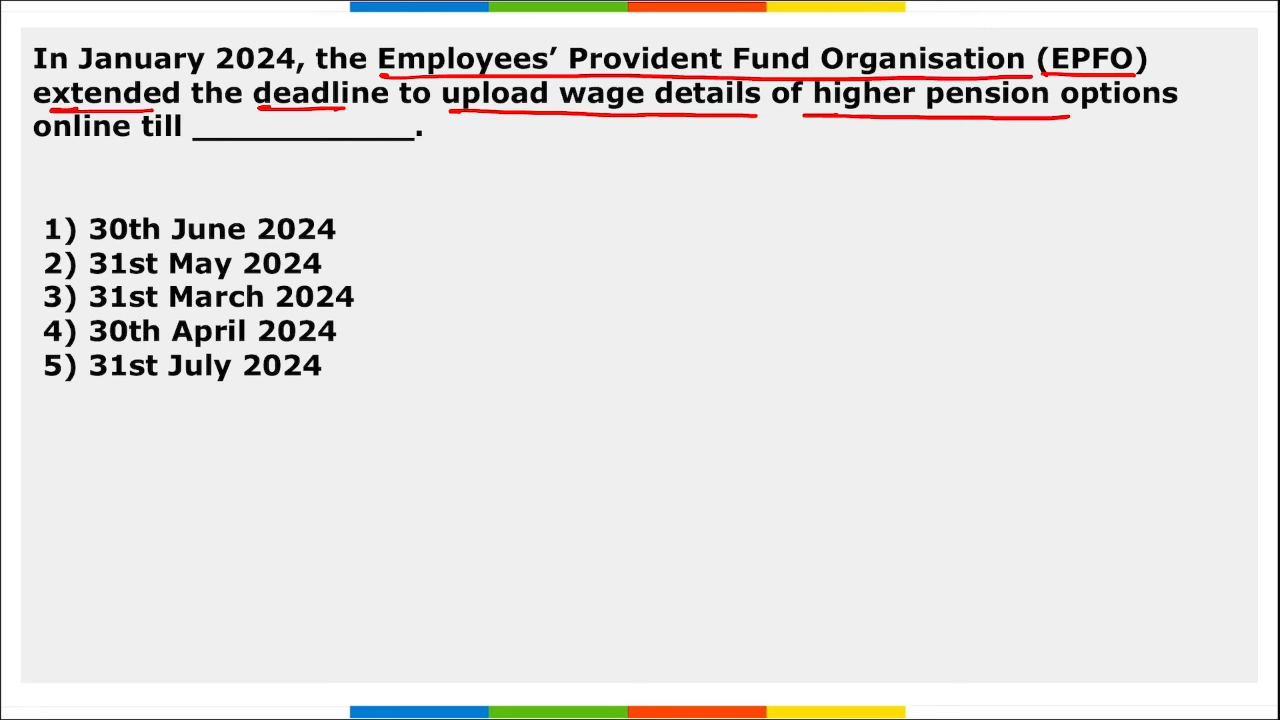 In January 2024, the Employees’ Provident Fund Organisation (EPFO)
extended the deadline to upload wage details of higher pension options
online till _____________.
1) 30th June 2024
2) 31st May 2024
3) 31st March 2024
4) 30th April 2024
5) 31st July 2024